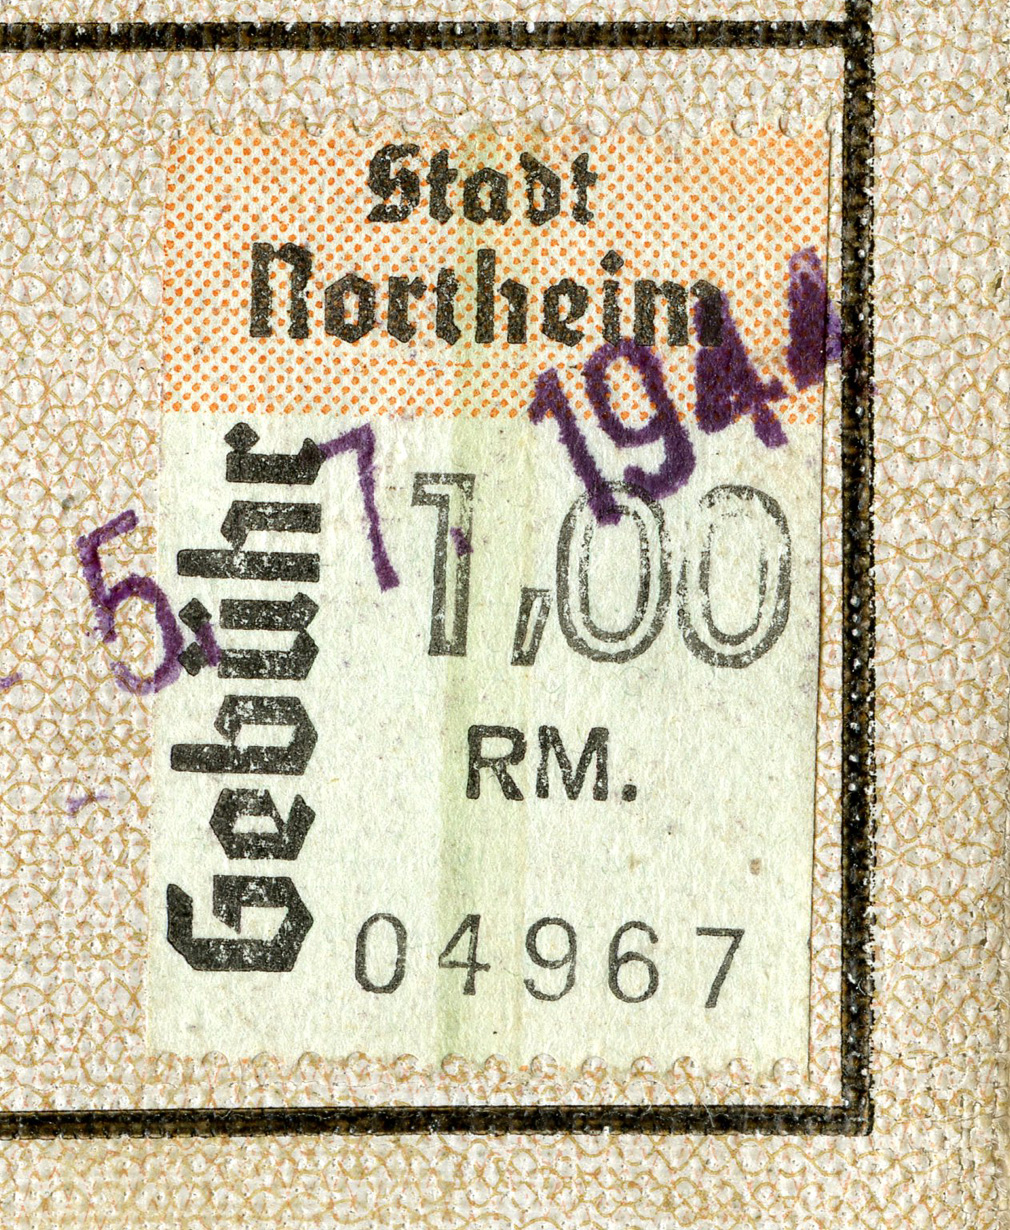 Stadt
Northeim
Gebühr
1,00
RM.
04967
5. 7. 194